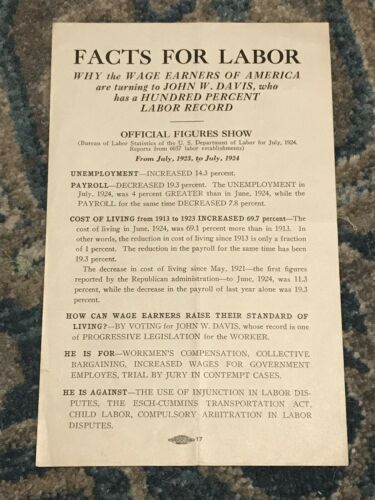 FACTS FOR LABOR
WHY the WAGE EARNERS OF AMERICA
are turning to JOHN W. DAVIS, who
has a HUNDRED PERCENT
LABOR RECORD
OFFICIAL FIGURES SHOW
(Bureau of Labor Statistics of the U. S. Department of Labor for July, 1924.
Reports from 6657 labor establishments)
From July, 1923, to July, 1924
UNEMPLOYMENT—INCREASED 14.3 percent.
PAYROLL—DECREASED 19.3 percent. The UNEMPLOYMENT in
July, 1924, was 4 percent GREATER than in June, 1924, while
the PAYROLL for the same time DECREASED 7.8 percent.
COST OF LIVING from 1913 to 1923 INCREASED 69.7 percent—The
cost of living in June, 1924, was 69.1 percent more than in 1913. In
other words, the reduction in cost of living since 1913 is only a fraction
of 1 percent. The reduction in the payroll for the same time has been
19.3 percent.
The decrease in cost of living since May, 1921—the first figures
reported by the Republican administration—to June, 1924, was 11.3
percent, while the decrease in the payroll of last year alone was 19.3
percent.
HOW CAN WAGE EARNERS RAISE THEIR STANDARD OF
LIVING?—BY VOTING for JOHN W. DAVIS, whose record is one
of PROGRESSIVE LEGISLATION for the WORKER.
HE IS FOR—WORKMEN'S COMPENSATION, COLLECTIVE
BARGAINING, INCREASED WAGES FOR GOVERNMENT
EMPLOYES, TRIAL BY JURY IN CONTEMPT CASES.
HE IS AGAINST—THE USE OF INJUNCTION IN LABOR DIS-
PUTES, THE ESCH-CUMMINS TRANSPORTATION ACT,
CHILD LABOR, COMPULSORY ARBITRATION IN LABOR
DISPUTES.
17